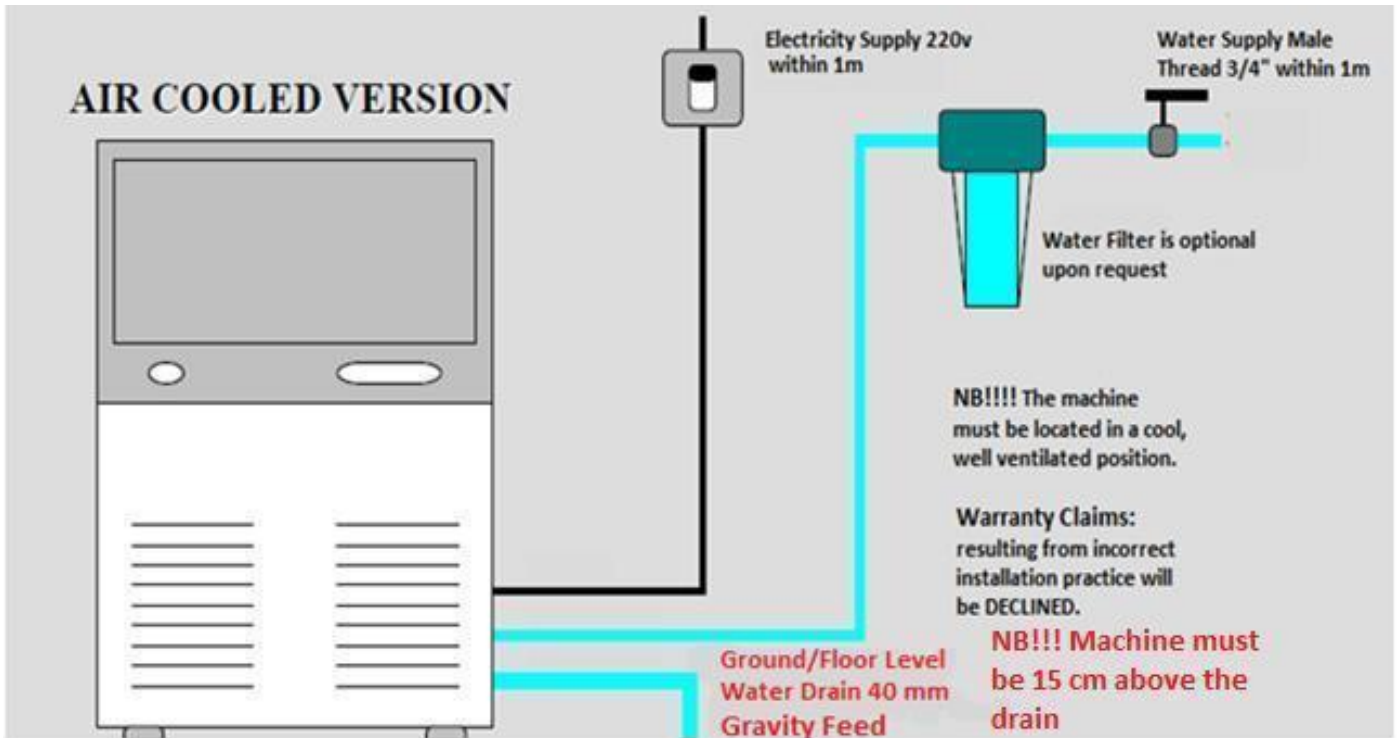 AIR COOLED VERSION
Electricity Supply 220v
within 1m
Water Supply Male
Thread 3/4" within 1m
Water Filter is optional
upon request
NB!!!! The machine
must be located in a cool,
well ventilated position.
Warranty Claims:
resulting from incorrect
installation practice will
be DECLINED.
Ground/Floor Level
Water Drain 40 mm
Gravity Feed
NB!!! Machine must
be 15 cm above the
drain